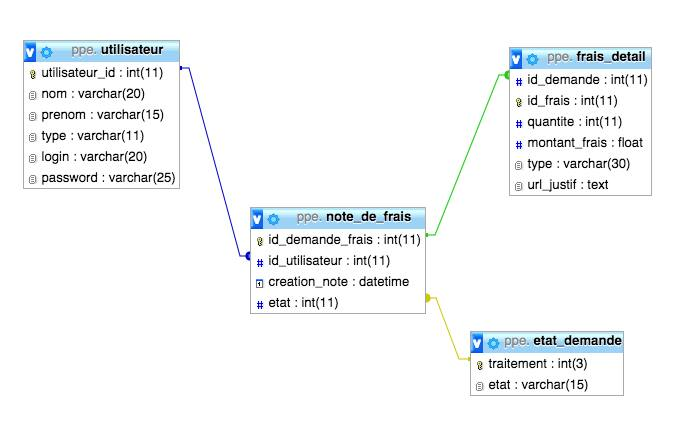 ppe. utilisateur
utilisateur_id : int(11)
nom : varchar(20)
prenom : varchar(15)
type : varchar(11)
login : varchar(20)
password : varchar(25)
ppe. frais_detail
id_demande : int(11)
id_frais : int(11)
quantite : int(11)
montant_frais : float
type : varchar(30)
url_justif : text
ppe. note_de_frais
id_demande_frais : int(11)
id_utilisateur : int(11)
creation_note : datetime
etat : int(11)
ppe. etat_demande
traitement : int(3)
etat : varchar(15)